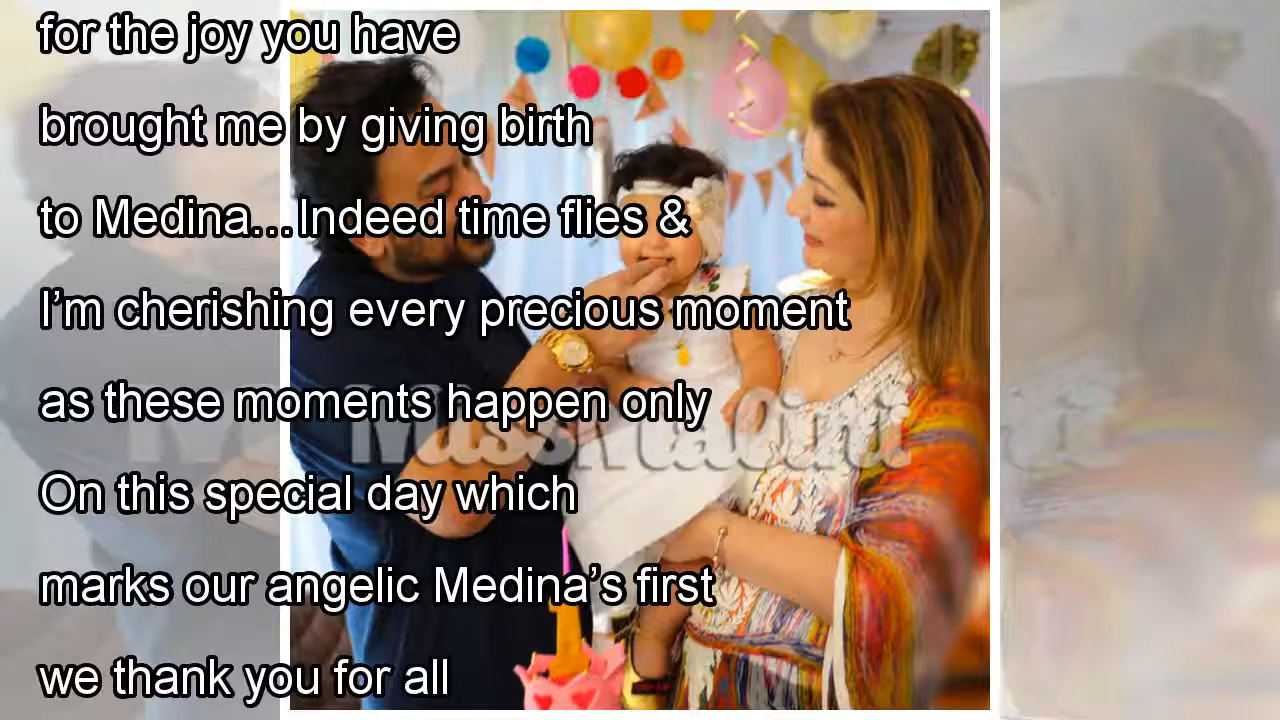 for the joy you have
brought me by giving birth
to Medina...Indeed time flies &
I’m cherishing every precious moment
as these moments happen only
MissMalini
On this special day which
marks our angelic Medina’s first
we thank you for all